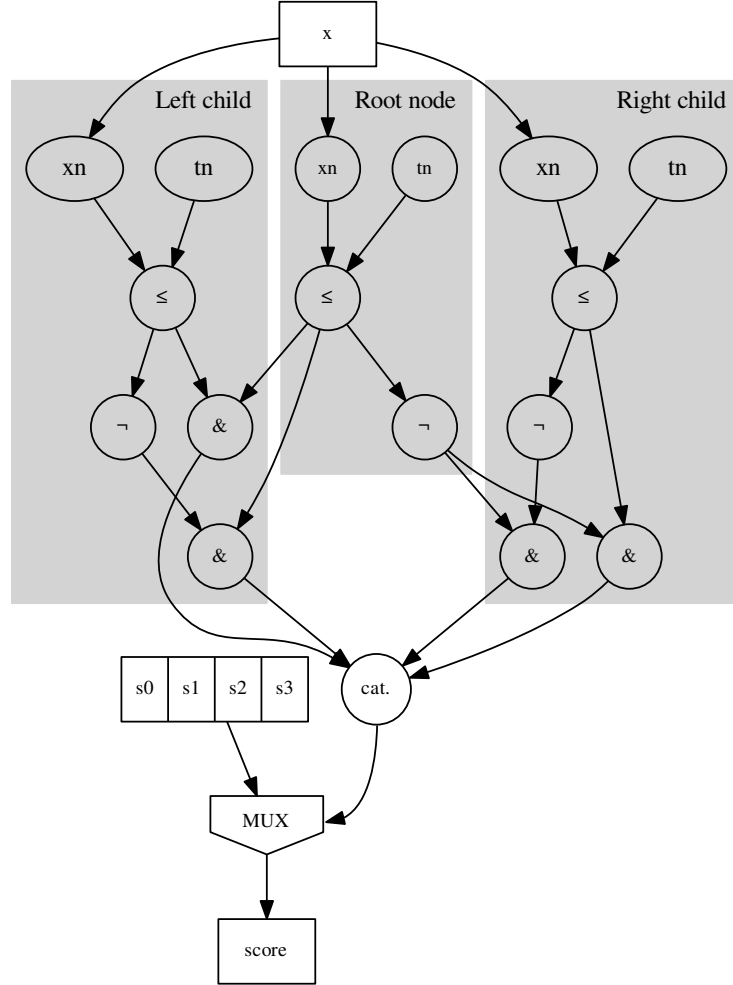 x
Left child
Root node
Right child
xn
tn
xn
tn
xn
tn
≤
≤
≤
¬
&
¬
¬
&
&
&
s0 s1 s2 s3
cat.
MUX
score